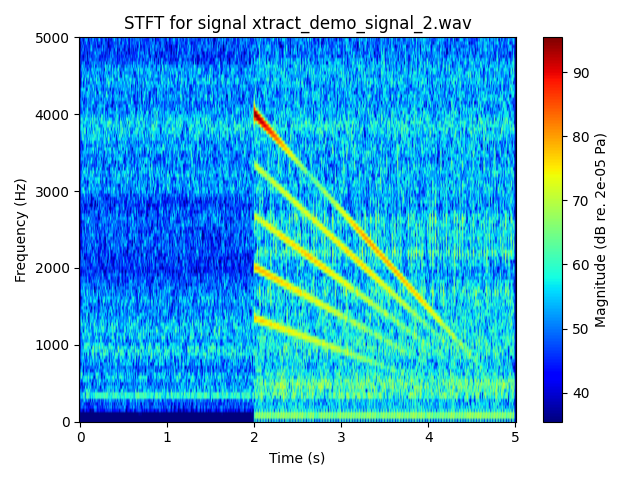 STFT for signal xtract_demo_signal_2.wav
5000
4000
3000
2000
1000
0
Frequency (Hz)
0 1 2 3 4 5
Time (s)
90
80
70
60
50
40
Magnitude (dB re. 2e-05 Pa)